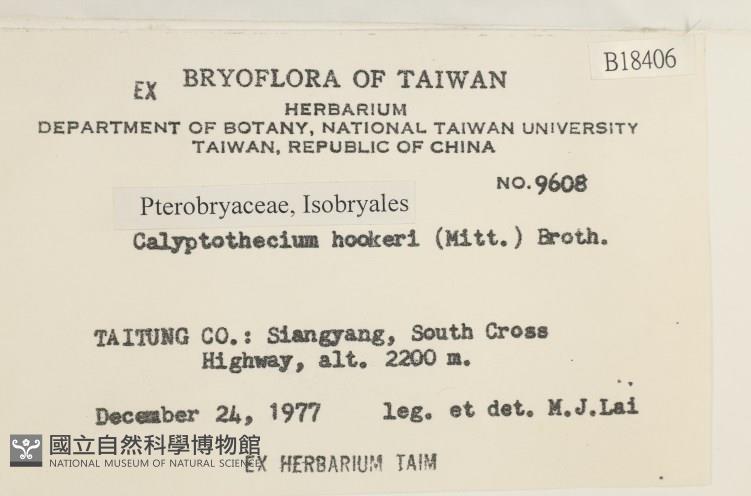 B18406
EX BRYOFLORA OF TAIWAN
HERBARIUM
DEPARTMENT OF BOTANY, NATIONAL TAIWAN UNIVERSITY
TAIWAN, REPUBLIC OF CHINA
NO. 9608
Pterobryaceae, Isobryales
Calyptothecium hookeri (Mitt.) Broth.
TAITUNG CO.: Siangyang, South Cross
Highway, alt. 2200 m.
December 24, 1977 leg. et det. M.J.Lai
國立自然科學博物館
NATIONAL MUSEUM OF NATURAL SCIENCE
EX HERBARIUM TAIM